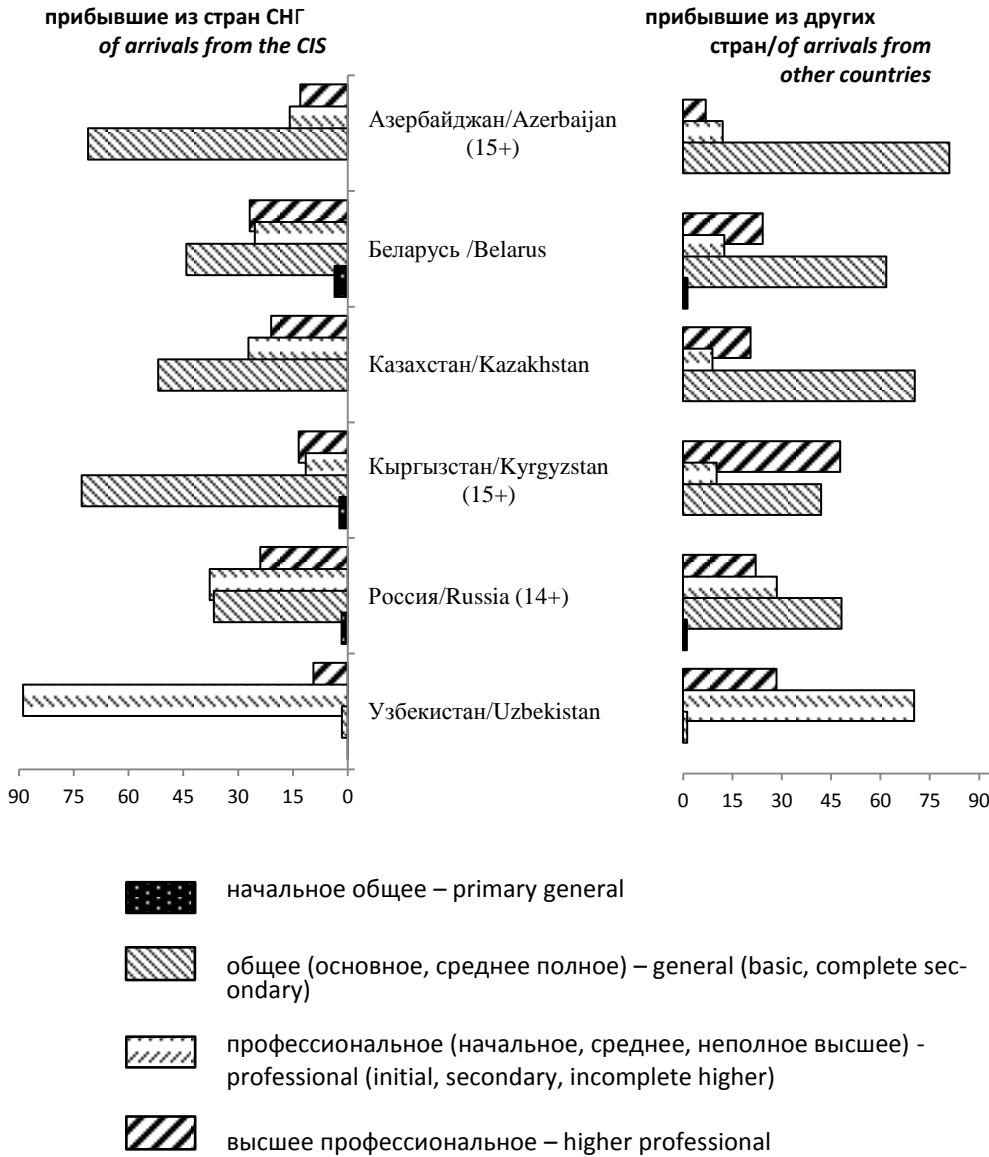 прибывшие из стран СНГ
of arrivals from the CIS
прибывшие из других
стран/of arrivals from
other countries
Азербайджан/Azerbaijan
(15+)
Беларусь /Belarus
Казахстан/Kazakhstan
Кыргызстан/Kyrgyzstan
(15+)
Россия/Russia (14+)
Узбекистан/Uzbekistan
90 75 60 45 30 15 0
0 15 30 45 60 75 90
начальное общее – primary general
общее (основное, среднее полное) – general (basic, complete sec-
ondary)
профессиональное (начальное, среднее, неполное высшее) -
professional (initial, secondary, incomplete higher)
высшее профессиональное – higher professional